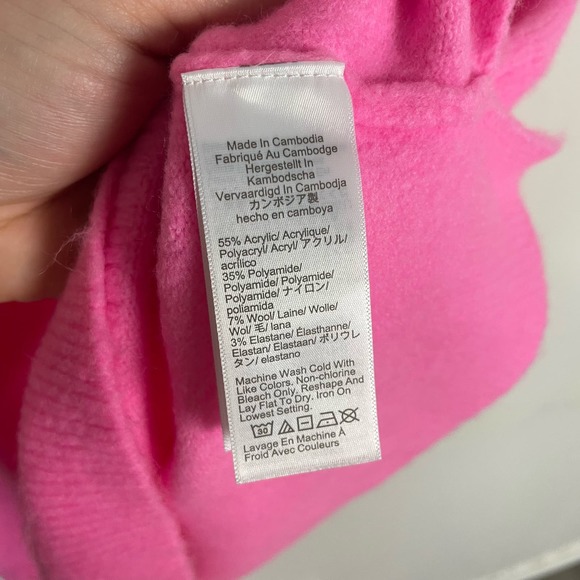 Made In Cambodia
Fabriqué Au Cambodge
Hergestellt In
Kambodscha
Vervaardigd In Cambodja
カンボジア製
hecho en camboya
55% Acrylic/ Acrylique/
Polyacryl/ Acryl/ アクリル/
acrílico
35% Polyamide/
Polyamide/ Polyamide/
Polyamide/ ナイロン/
poliamida
7% Wool/ Laine/ Wolle/
Wol/ 毛/ lana
3% Elastane/ Élasthanne/
Elastan/ Elastaan/ ポリウレ
タン/ elastano
Machine Wash Cold With
Like Colors. Non-chlorine
Bleach Only. Reshape And
Lay Flat To Dry. Iron On
Lowest Setting.
30
Lavage En Machine À
Froid Avec Couleurs